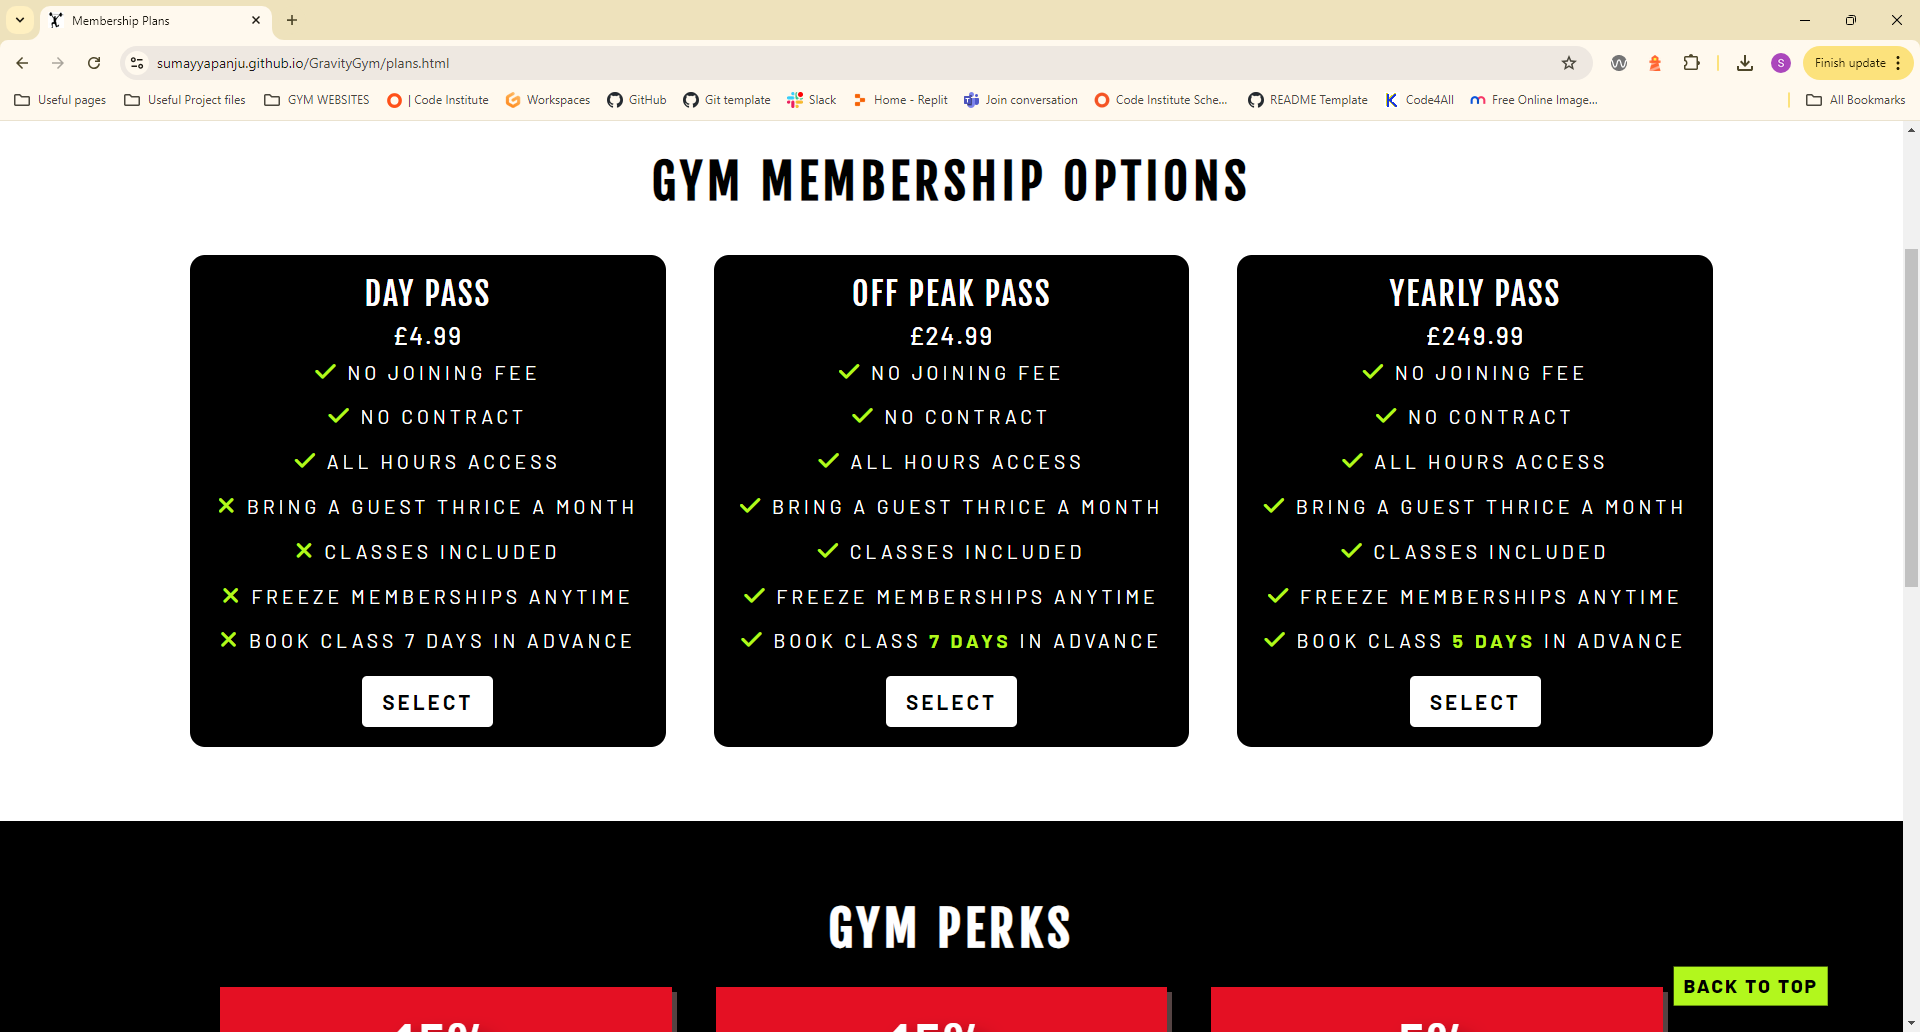 Membership Plans
sumayyapanju.github.io/GravityGym/plans.html
S
Finish update
Useful pages
Useful Project files
GYM WEBSITES
| Code Institute
Workspaces
GitHub
Git template
Slack
Home - Replit
Join conversation
Code Institute Sche...
README Template
Code4All
Free Online Image...
All Bookmarks
GYM MEMBERSHIP OPTIONS
DAY PASS
£4.99
NO JOINING FEE
NO CONTRACT
ALL HOURS ACCESS
BRING A GUEST THRICE A MONTH
CLASSES INCLUDED
FREEZE MEMBERSHIPS ANYTIME
BOOK CLASS 7 DAYS IN ADVANCE
SELECT
OFF PEAK PASS
£24.99
NO JOINING FEE
NO CONTRACT
ALL HOURS ACCESS
BRING A GUEST THRICE A MONTH
CLASSES INCLUDED
FREEZE MEMBERSHIPS ANYTIME
BOOK CLASS 7 DAYS IN ADVANCE
SELECT
YEARLY PASS
£249.99
NO JOINING FEE
NO CONTRACT
ALL HOURS ACCESS
BRING A GUEST THRICE A MONTH
CLASSES INCLUDED
FREEZE MEMBERSHIPS ANYTIME
BOOK CLASS 5 DAYS IN ADVANCE
SELECT
GYM PERKS
BACK TO TOP